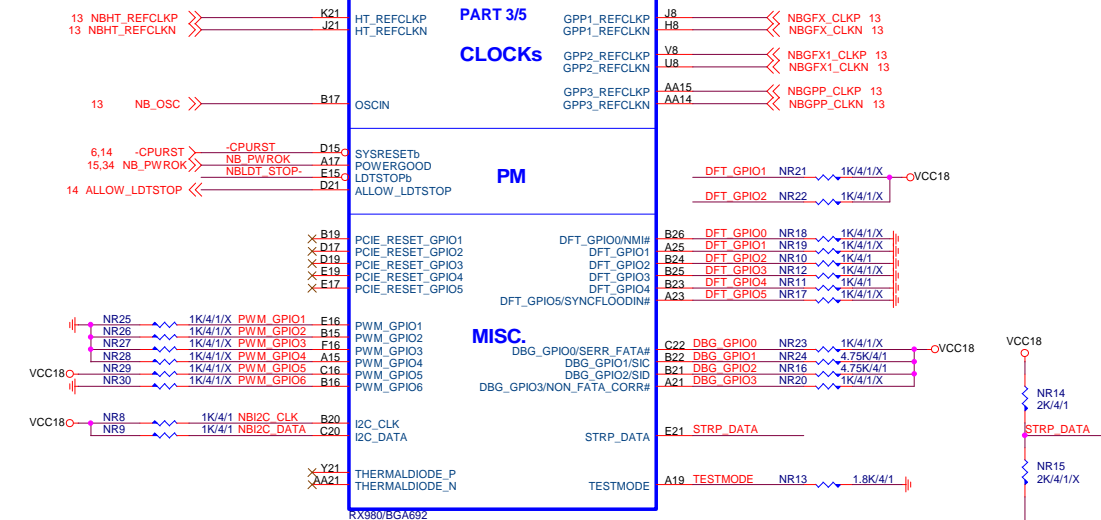 PART 3/5
CLOCKs
13 NBHT_REFCLKP K21 HT_REFCLKP GPP1_REFCLKP J8 NBGFX_CLKP 13
13 NBHT_REFCLKN J21 HT_REFCLKN GPP1_REFCLKN H8 NBGFX_CLKN 13
GPP2_REFCLKP V8 NBGFX1_CLKP 13
GPP2_REFCLKN U8 NBGFX1_CLKN 13
GPP3_REFCLKP AA15 NBGPP_CLKP 13
13 NB_OSC B17 OSCIN GPP3_REFCLKN AA14 NBGPP_CLKN 13
PM
6,14 -CPURST -CPURST D15 SYSRESETb
15,34 NB_PWROK NB_PWROK A17 POWERGOOD
NBLDT_STOP- E15 LDTSTOPb
14 ALLOW_LDTSTOP D21 ALLOW_LDTSTOP
DFT_GPIO1 NR21 1K/4/1/X VCC18
DFT_GPIO2 NR22 1K/4/1/X
B19 PCIE_RESET_GPIO1 DFT_GPIO0/NMI# B26 DFT_GPIO0 NR18 1K/4/1/X
D17 PCIE_RESET_GPIO2 DFT_GPIO1 A25 DFT_GPIO1 NR19 1K/4/1/X
D19 PCIE_RESET_GPIO3 DFT_GPIO2 B24 DFT_GPIO2 NR10 1K/4/1
E19 PCIE_RESET_GPIO4 DFT_GPIO3 B25 DFT_GPIO3 NR12 1K/4/1/X
E17 PCIE_RESET_GPIO5 DFT_GPIO4 B23 DFT_GPIO4 NR11 1K/4/1
DFT_GPIO5/SYNCFLOODIN# A23 DFT_GPIO5 NR17 1K/4/1/X
MISC.
NR25 1K/4/1/X PWM_GPIO1 E16 PWM_GPIO1
NR26 1K/4/1/X PWM_GPIO2 B15 PWM_GPIO2
NR27 1K/4/1/X PWM_GPIO3 F16 PWM_GPIO3 DBG_GPIO0/SERR_FATA# C22 DBG_GPIO0 NR23 1K/4/1/X VCC18
NR28 1K/4/1/X PWM_GPIO4 A15 PWM_GPIO4 DBG_GPIO1/SIC B22 DBG_GPIO1 NR24 4.75K/4/1
VCC18 NR29 1K/4/1/X PWM_GPIO5 C16 PWM_GPIO5 DBG_GPIO2/SID B21 DBG_GPIO2 NR16 4.75K/4/1
NR30 1K/4/1/X PWM_GPIO6 B16 PWM_GPIO6 DBG_GPIO3/NON_FATA_CORR# A21 DBG_GPIO3 NR20 1K/4/1/X
VCC18
NR14
2K/4/1
VCC18 NR8 1K/4/1 NBI2C_CLK B20 I2C_CLK
NR9 1K/4/1 NBI2C_DATA C20 I2C_DATA STRP_DATA E21 STRP_DATA
STRP_DATA
NR15
2K/4/1/X
Y21 THERMALDIODE_P
AA21 THERMALDIODE_N TESTMODE A19 TESTMODE NR13 1.8K/4/1
RX980/BGA692